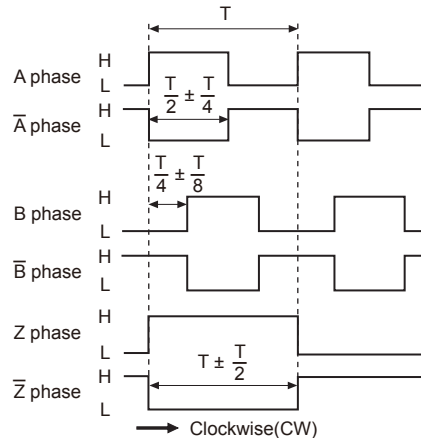 T
H
A phase
L
H
T/2 ± T/4
A̅ phase
L
T/4 ± T/8
H
B phase
L
H
B̅ phase
L
H
Z phase
L
H
T ± T/2
Z̅ phase
L
Clockwise(CW)